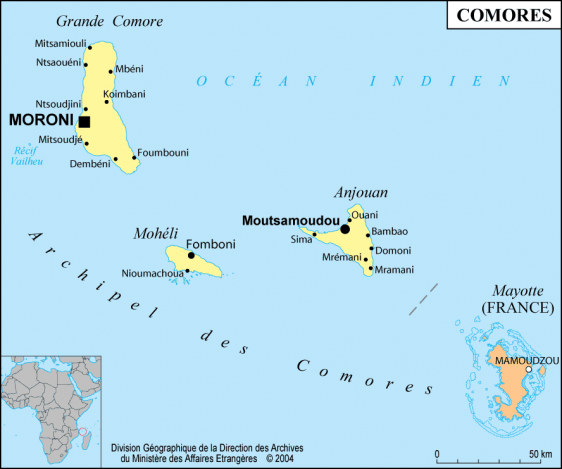 COMORES
Grande Comore
Mitsamiouli
Ntsaouéni
Mbéni
Koimbani
Ntsoudjini
MORONI
Mitsoudjé
Dembéni
Foumbouni
Récif
Vailheu
OCÉAN INDIEN
Anjouan
Moutsamoudou
Ouani
Sima
Bambao
Domoni
Mrémani
Mramani
Mohéli
Fomboni
Nioumachoua
Archipel des Comores
Mayotte
(FRANCE)
MAMOUDZOU
Division Géographique de la Direction des Archives
du Ministère des Affaires Etrangères © 2004
0 50 km